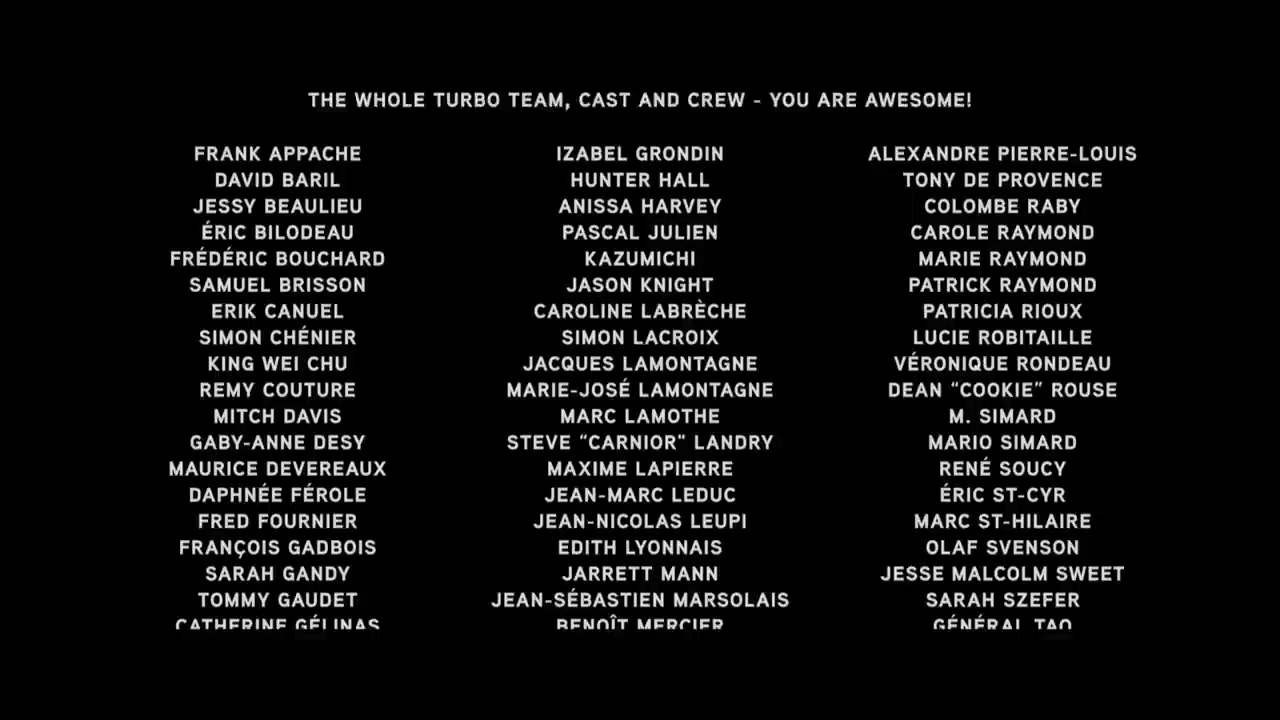 THE WHOLE TURBO TEAM, CAST AND CREW - YOU ARE AWESOME!
FRANK APPACHE
DAVID BARIL
JESSY BEAULIEU
ÉRIC BILODEAU
FRÉDÉRIC BOUCHARD
SAMUEL BRISSON
ERIK CANUEL
SIMON CHÉNIER
KING WEI CHU
REMY COUTURE
MITCH DAVIS
GABY-ANNE DESY
MAURICE DEVEREAUX
DAPHNÉE FÉROLE
FRED FOURNIER
FRANÇOIS GADBOIS
SARAH GANDY
TOMMY GAUDET
CATHERINE GÉLINAS
IZABEL GRONDIN
HUNTER HALL
ANISSA HARVEY
PASCAL JULIEN
KAZUMICHI
JASON KNIGHT
CAROLINE LABRÈCHE
SIMON LACROIX
JACQUES LAMONTAGNE
MARIE-JOSÉ LAMONTAGNE
MARC LAMOTHE
STEVE “CARNIOR” LANDRY
MAXIME LAPIERRE
JEAN-MARC LEDUC
JEAN-NICOLAS LEUPI
EDITH LYONNAIS
JARRETT MANN
JEAN-SÉBASTIEN MARSOLAIS
BENOÎT MERCIER
ALEXANDRE PIERRE-LOUIS
TONY DE PROVENCE
COLOMBE RABY
CAROLE RAYMOND
MARIE RAYMOND
PATRICK RAYMOND
PATRICIA RIOUX
LUCIE ROBITAILLE
VÉRONIQUE RONDEAU
DEAN “COOKIE” ROUSE
M. SIMARD
MARIO SIMARD
RENÉ SOUCY
ÉRIC ST-CYR
MARC ST-HILAIRE
OLAF SVENSON
JESSE MALCOLM SWEET
SARAH SZEFER
GÉNÉRAL TAO